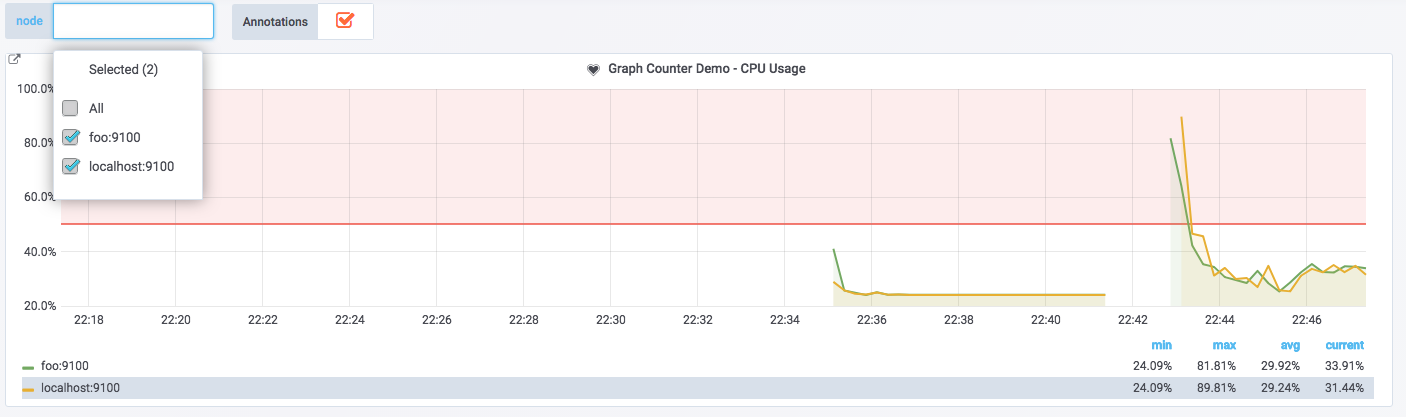 node
Annotations
Selected (2)
All
foo:9100
localhost:9100
Graph Counter Demo - CPU Usage
100.0%
80.0%
60.0%
40.0%
20.0%
22:18 22:20 22:22 22:24 22:26 22:28 22:30 22:32 22:34 22:36 22:38 22:40 22:42 22:44 22:46
min max avg current
foo:9100 24.09% 81.81% 29.92% 33.91%
localhost:9100 24.09% 89.81% 29.24% 31.44%